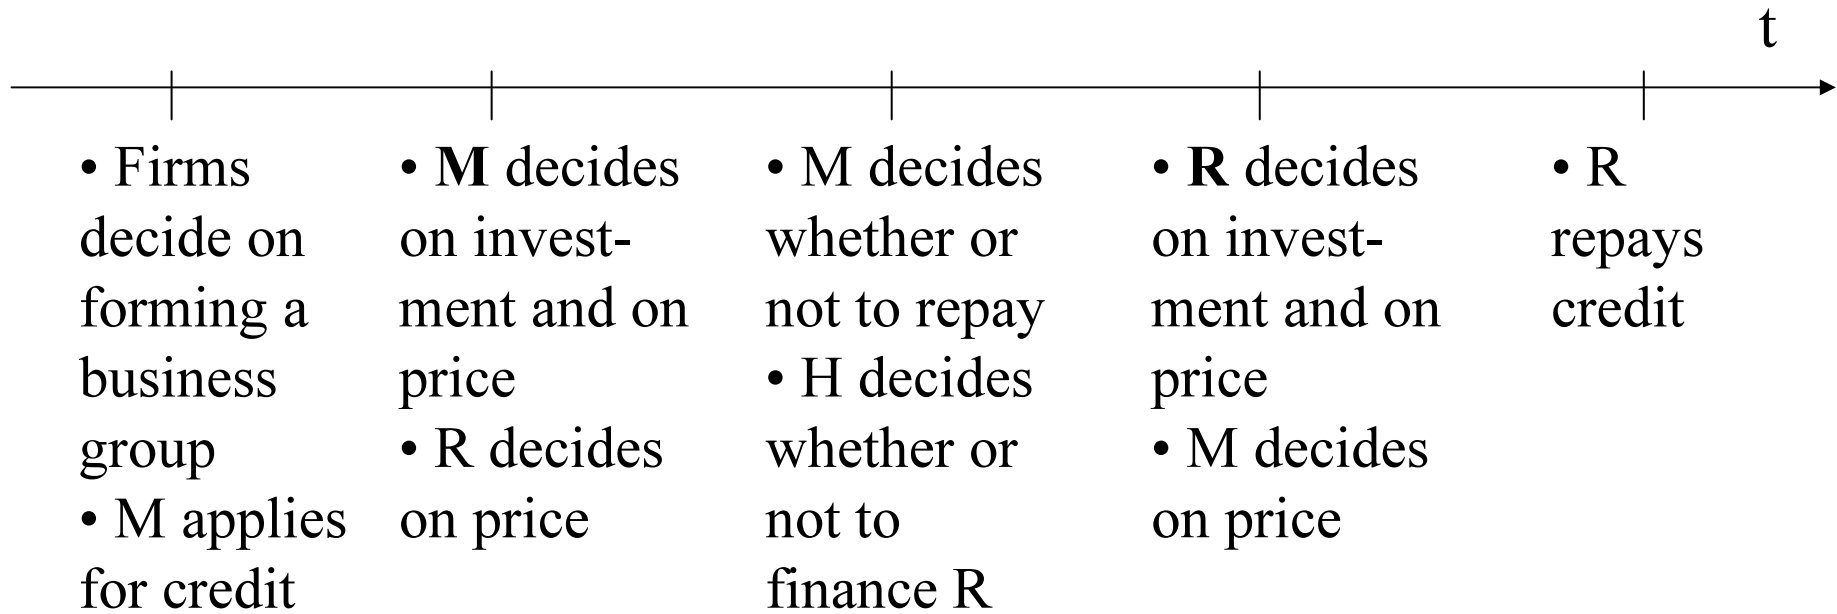 t
• Firms
decide on
forming a
business
group
• M applies
for credit
• M decides
on invest-
ment and on
price
• R decides
on price
• M decides
whether or
not to repay
• H decides
whether or
not to
finance R
• R decides
on invest-
ment and on
price
• M decides
on price
• R
repays
credit